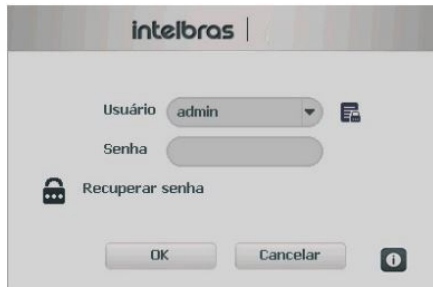 intelbras
Usuário admin
Senha
Recuperar senha
OK Cancelar